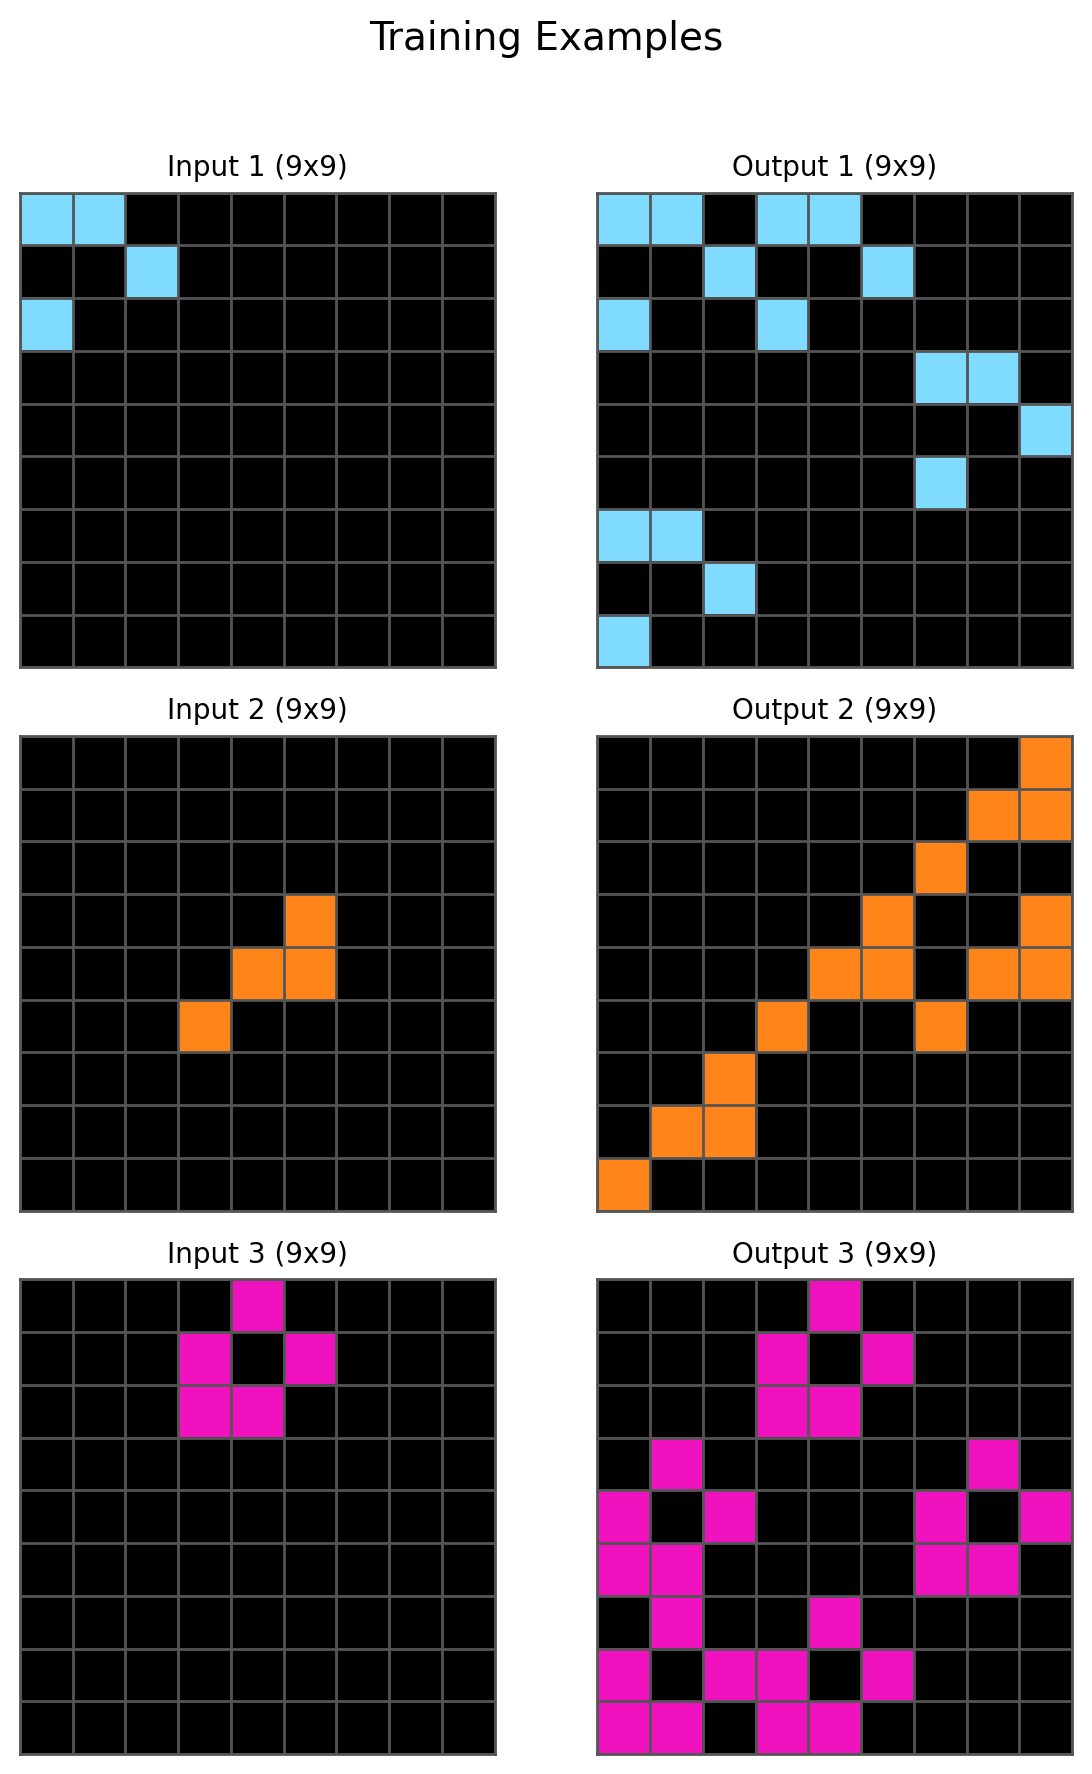 Training Examples
Input 1 (9x9)
Output 1 (9x9)
Input 2 (9x9)
Output 2 (9x9)
Input 3 (9x9)
Output 3 (9x9)